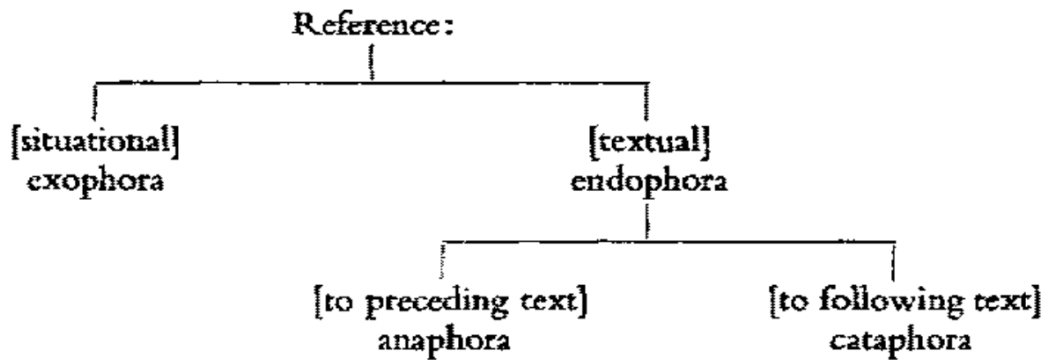 Reference:
[situational]
exophora
[textual]
endophora
[to preceding text]
anaphora
[to following text]
cataphora